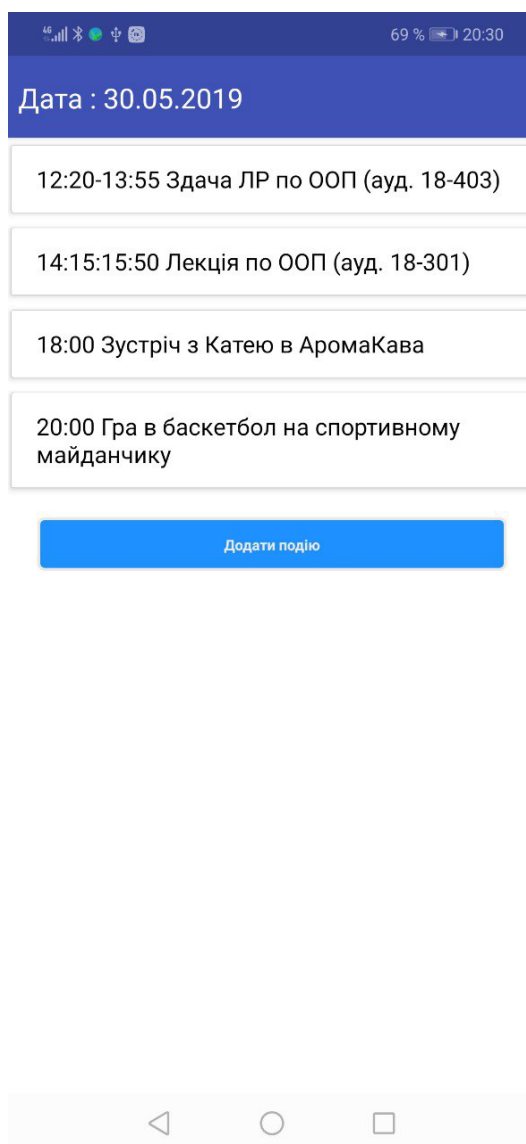 4G
69 % 20:30
Дата : 30.05.2019
12:20-13:55 Здача ЛР по ООП (ауд. 18-403)
14:15:15:50 Лекція по ООП (ауд. 18-301)
18:00 Зустріч з Катею в АромаКава
20:00 Гра в баскетбол на спортивному
майданчику
Додати подію